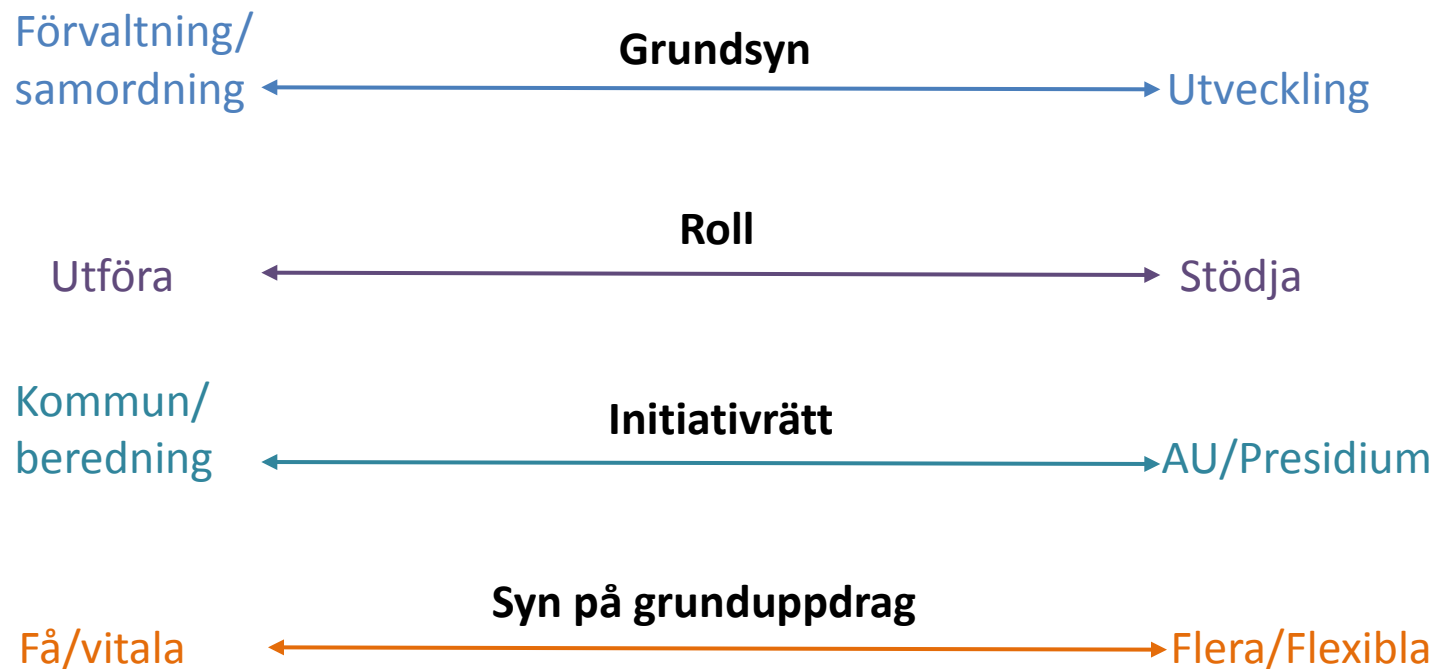 Förvaltning/
samordning
Grundsyn
Utveckling
Roll
Utföra
Stödja
Kommun/
beredning
Initiativrätt
AU/Presidium
Syn på grunduppdrag
Få/vitala
Flera/Flexibla